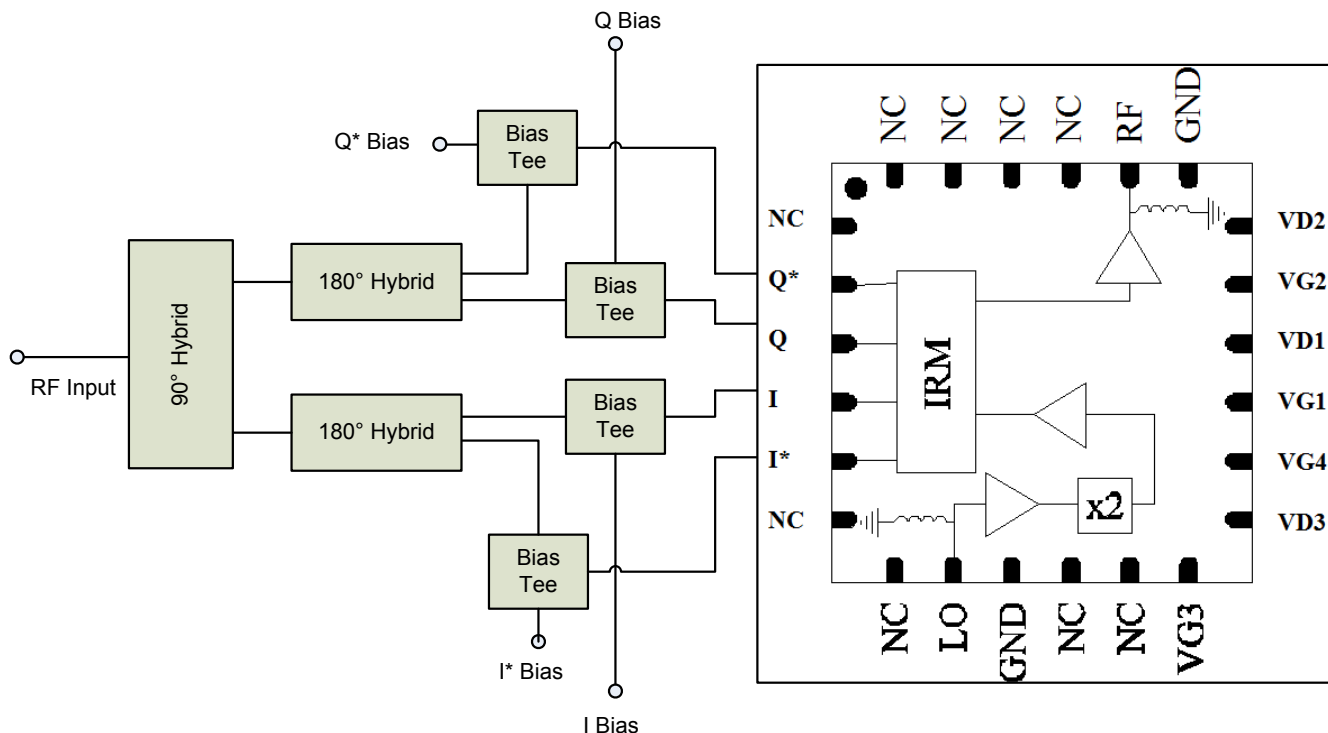 Q Bias
Q* Bias
Bias
Tee
NC
NC
NC
NC
RF
GND
NC
Q*
Q
I
I*
NC
VD2
VG2
VD1
VG1
VG4
VD3
180° Hybrid
Bias
Tee
90° Hybrid
RF Input
180° Hybrid
Bias
Tee
IRM
x2
Bias
Tee
I* Bias
I Bias
NC
LO
GND
NC
NC
VG3